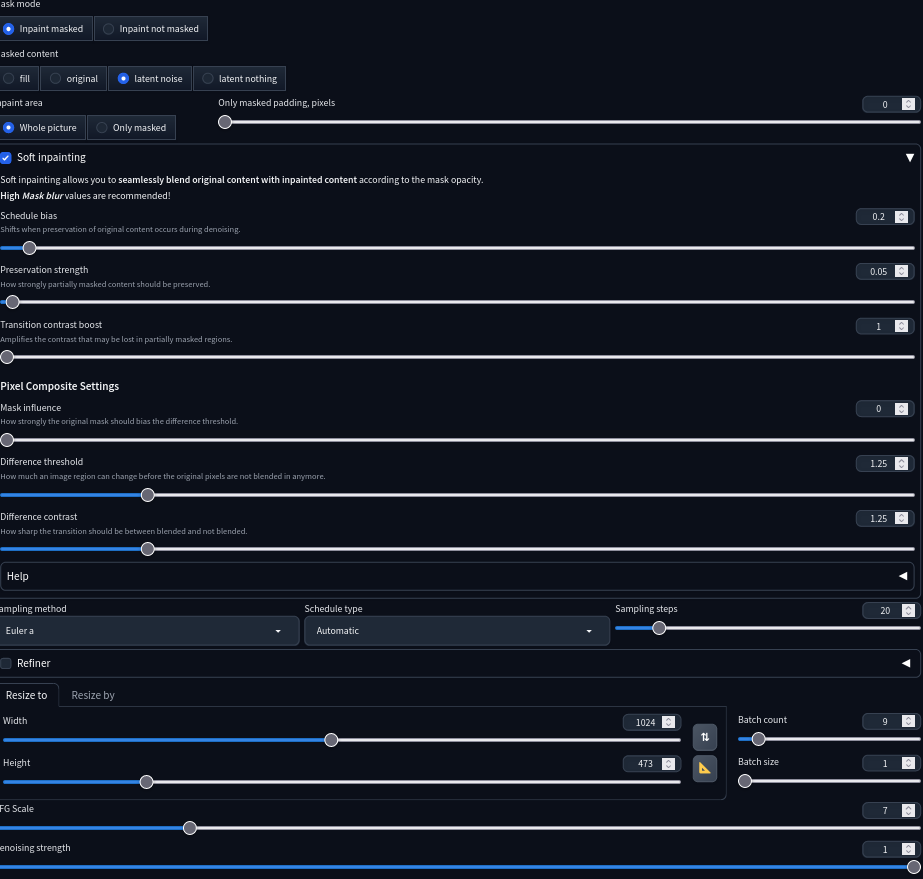 ask mode
Inpaint masked
Inpaint not masked
asked content
fill
original
latent noise
latent nothing
npaint area
Only masked padding, pixels
0
Whole picture
Only masked
Soft inpainting
Soft inpainting allows you to seamlessly blend original content with inpainted content according to the mask opacity.
High Mask blur values are recommended!
Schedule bias
0.2
Shifts when preservation of original content occurs during denoising.
Preservation strength
0.05
How strongly partially masked content should be preserved.
Transition contrast boost
1
Amplifies the contrast that may be lost in partially masked regions.
Pixel Composite Settings
Mask influence
0
How strongly the original mask should bias the difference threshold.
Difference threshold
1.25
How much an image region can change before the original pixels are not blended in anymore.
Difference contrast
1.25
How sharp the transition should be between blended and not blended.
Help
ampling method
Schedule type
Sampling steps
20
Euler a
Automatic
Refiner
Resize to
Resize by
Width
1024
Batch count
9
Height
473
Batch size
1
FG Scale
7
enoising strength
1